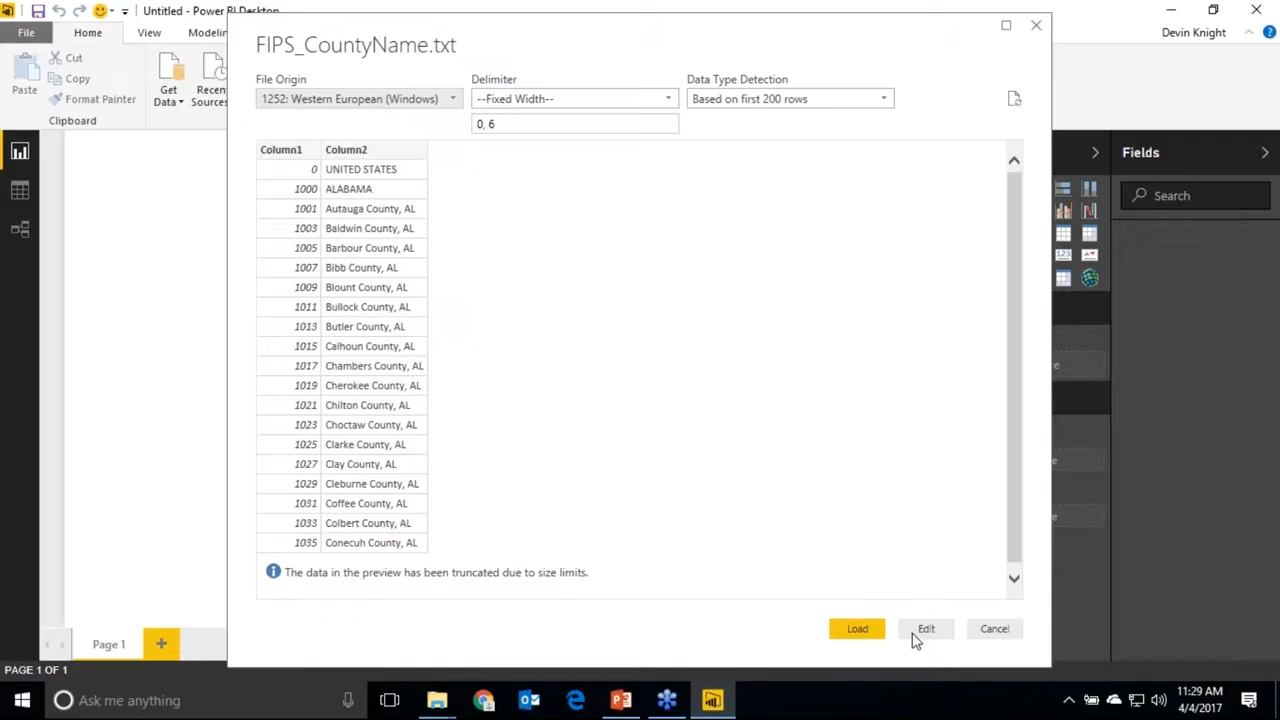 Untitled - Power BI Desktop
File
Home
View
Modelin
Devin Knight
Paste
Cut
Copy
Format Painter
Clipboard
Get
Data
Recent
Sources
FIPS_CountyName.txt
File Origin
Delimiter
Data Type Detection
1252: Western European (Windows)
--Fixed Width--
Based on first 200 rows
0, 6
Column1 Column2
0 UNITED STATES
1000 ALABAMA
1001 Autauga County, AL
1003 Baldwin County, AL
1005 Barbour County, AL
1007 Bibb County, AL
1009 Blount County, AL
1011 Bullock County, AL
1013 Butler County, AL
1015 Calhoun County, AL
1017 Chambers County, AL
1019 Cherokee County, AL
1021 Chilton County, AL
1023 Choctaw County, AL
1025 Clarke County, AL
1027 Clay County, AL
1029 Cleburne County, AL
1031 Coffee County, AL
1033 Colbert County, AL
1035 Conecuh County, AL
The data in the preview has been truncated due to size limits.
Load
Edit
Cancel
Fields
Search
123
Page 1
PAGE 1 OF 1
Ask me anything
11:29 AM
4/4/2017